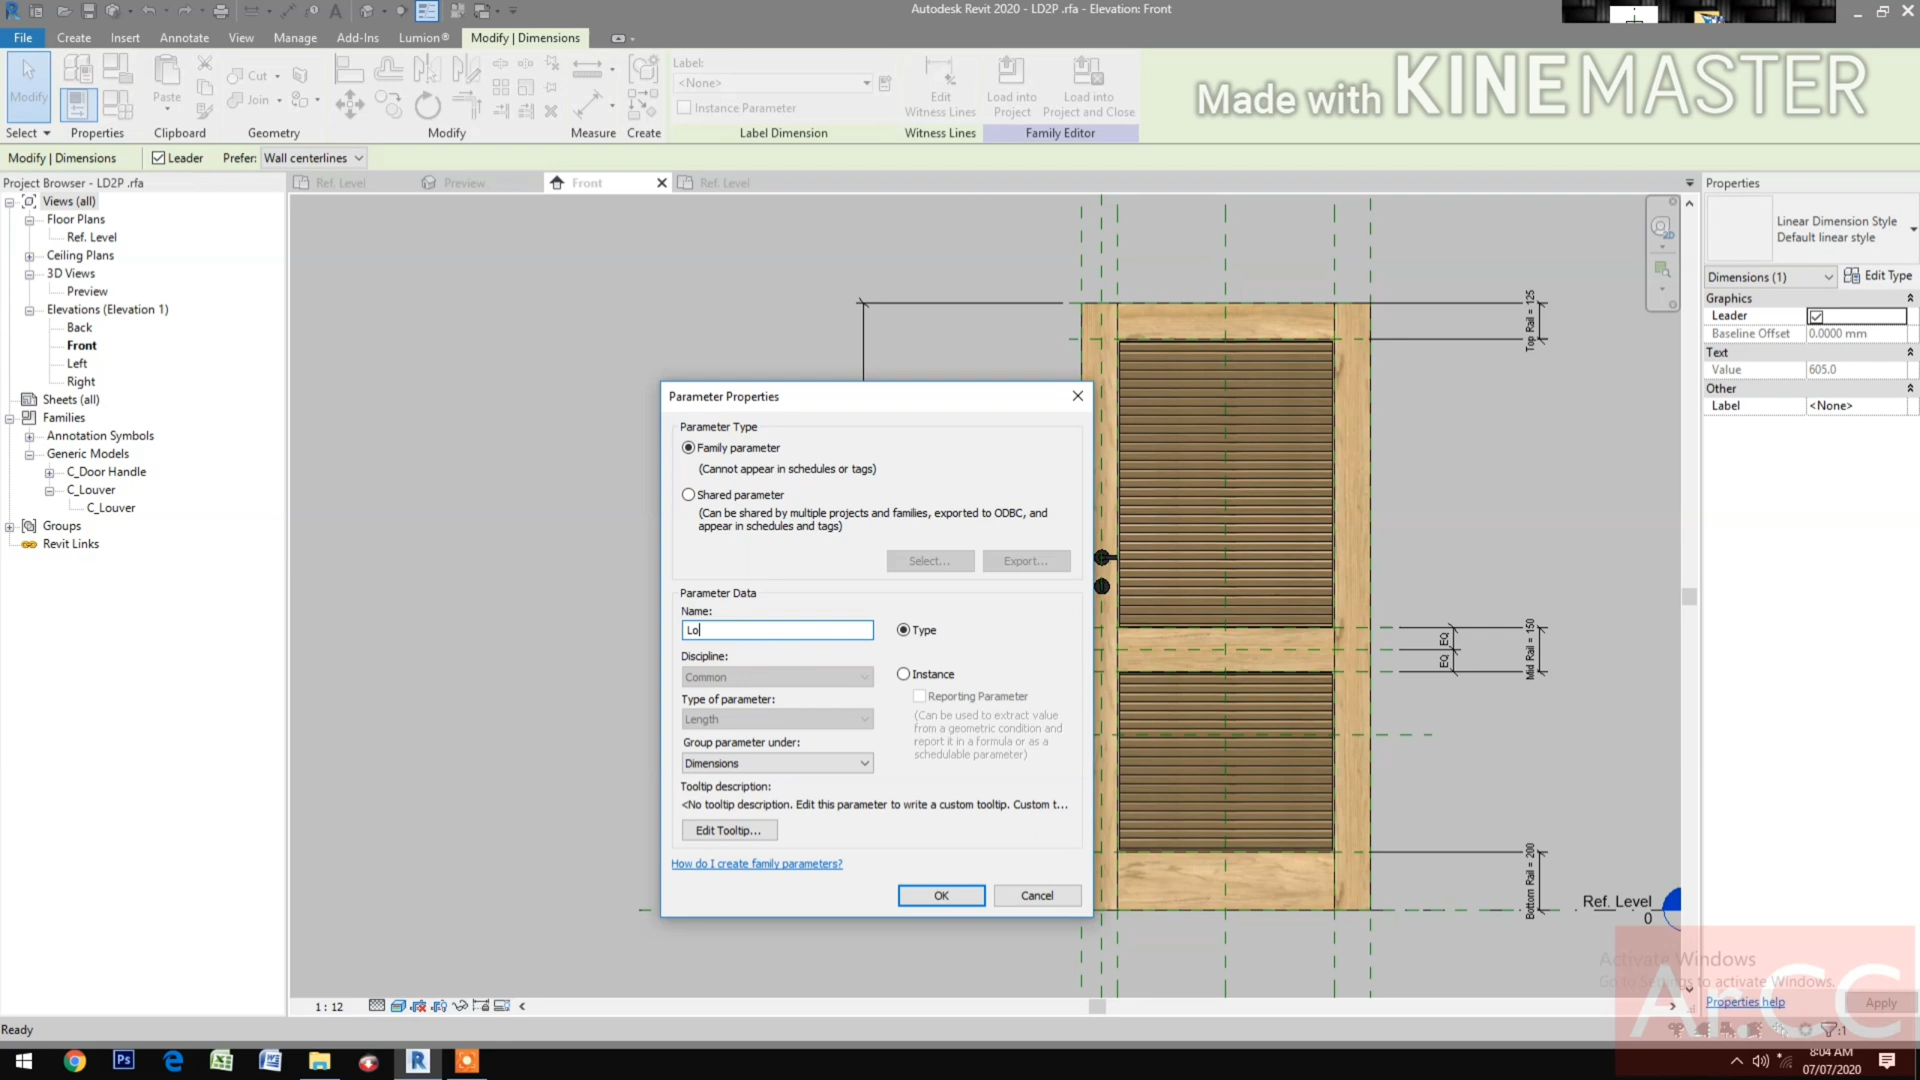 Autodesk Revit 2020 - LD2P .rfa - Elevation: Front
File Create Insert Annotate View Manage Add-Ins Lumion® Modify | Dimensions
Modify
Paste
Cut
Join
Label:
<None>
Instance Parameter
Edit
Witness Lines
Load into
Project
Load into
Project and Close
Made with KINEMASTER
Select Properties Clipboard Geometry Modify Measure Create Label Dimension Witness Lines Family Editor
Modify | Dimensions Leader Prefer: Wall centerlines
Project Browser - LD2P .rfa
Views (all)
Floor Plans
Ref. Level
Ceiling Plans
3D Views
Preview
Elevations (Elevation 1)
Back
Front
Left
Right
Sheets (all)
Families
Annotation Symbols
Generic Models
C_Door Handle
C_Louver
C_Louver
Groups
Revit Links
Ref. Level Preview Front Ref. Level
2D
Parameter Properties
Parameter Type
Family parameter
(Cannot appear in schedules or tags)
Shared parameter
(Can be shared by multiple projects and families, exported to ODBC, and
appear in schedules and tags)
Select... Export...
Parameter Data
Name:
Lo
Type
Discipline:
Common
Instance
Reporting Parameter
Type of parameter:
Length
(Can be used to extract value
from a geometric condition and
report it in a formula or as a
schedulable parameter)
Group parameter under:
Dimensions
Tooltip description:
<No tooltip description. Edit this parameter to write a custom tooltip. Custom t...
Edit Tooltip...
How do I create family parameters?
OK Cancel
Top Rail = 125
EQ
EQ
Mid Rail = 150
Bottom Rail = 200
Ref. Level
0
Properties
Linear Dimension Style
Default linear style
Dimensions (1) Edit Type
Graphics
Leader
Baseline Offset 0.0000 mm
Text
Value 605.0
Other
Label <None>
Activate Windows
Go to Settings to activate Windows.
Properties help Apply
ArCC
1 : 12
Ready
:1
8:04 AM
07/07/2020